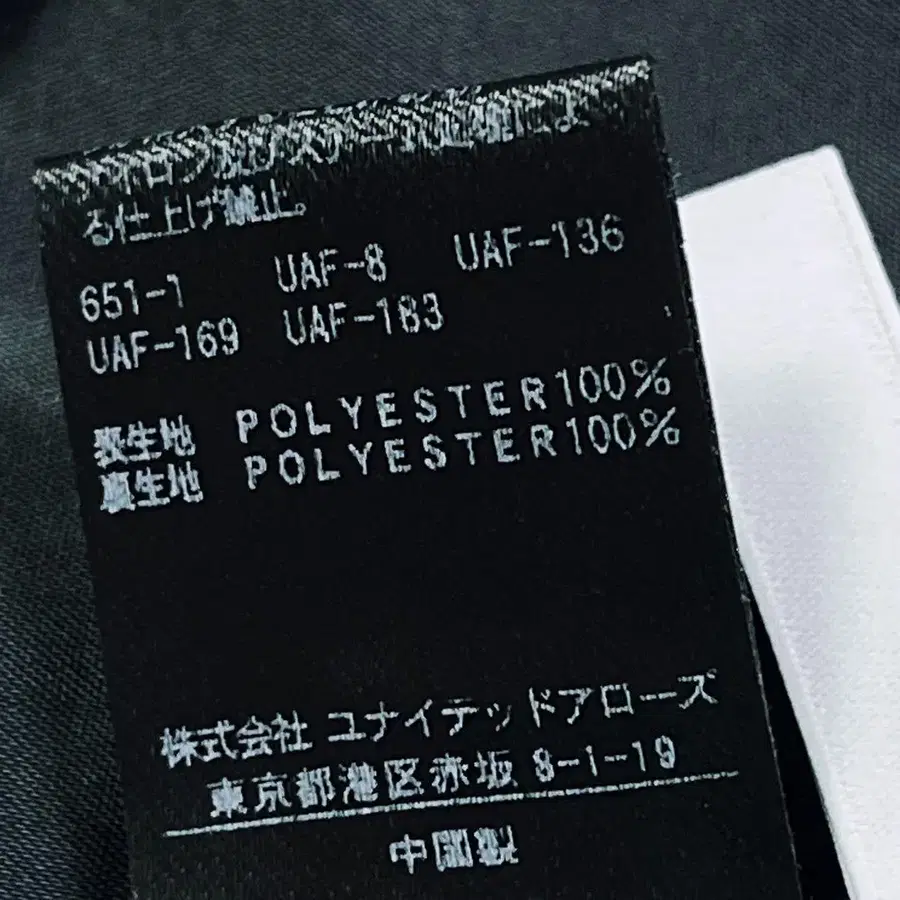 る仕上げ禁止。
651-1 UAF-8 UAF-136
UAF-169 UAF-183
表生地 POLYESTER100%
裏生地 POLYESTER100%
株式会社 ユナイテッドアローズ
東京都港区赤坂 8-1-19
中国製